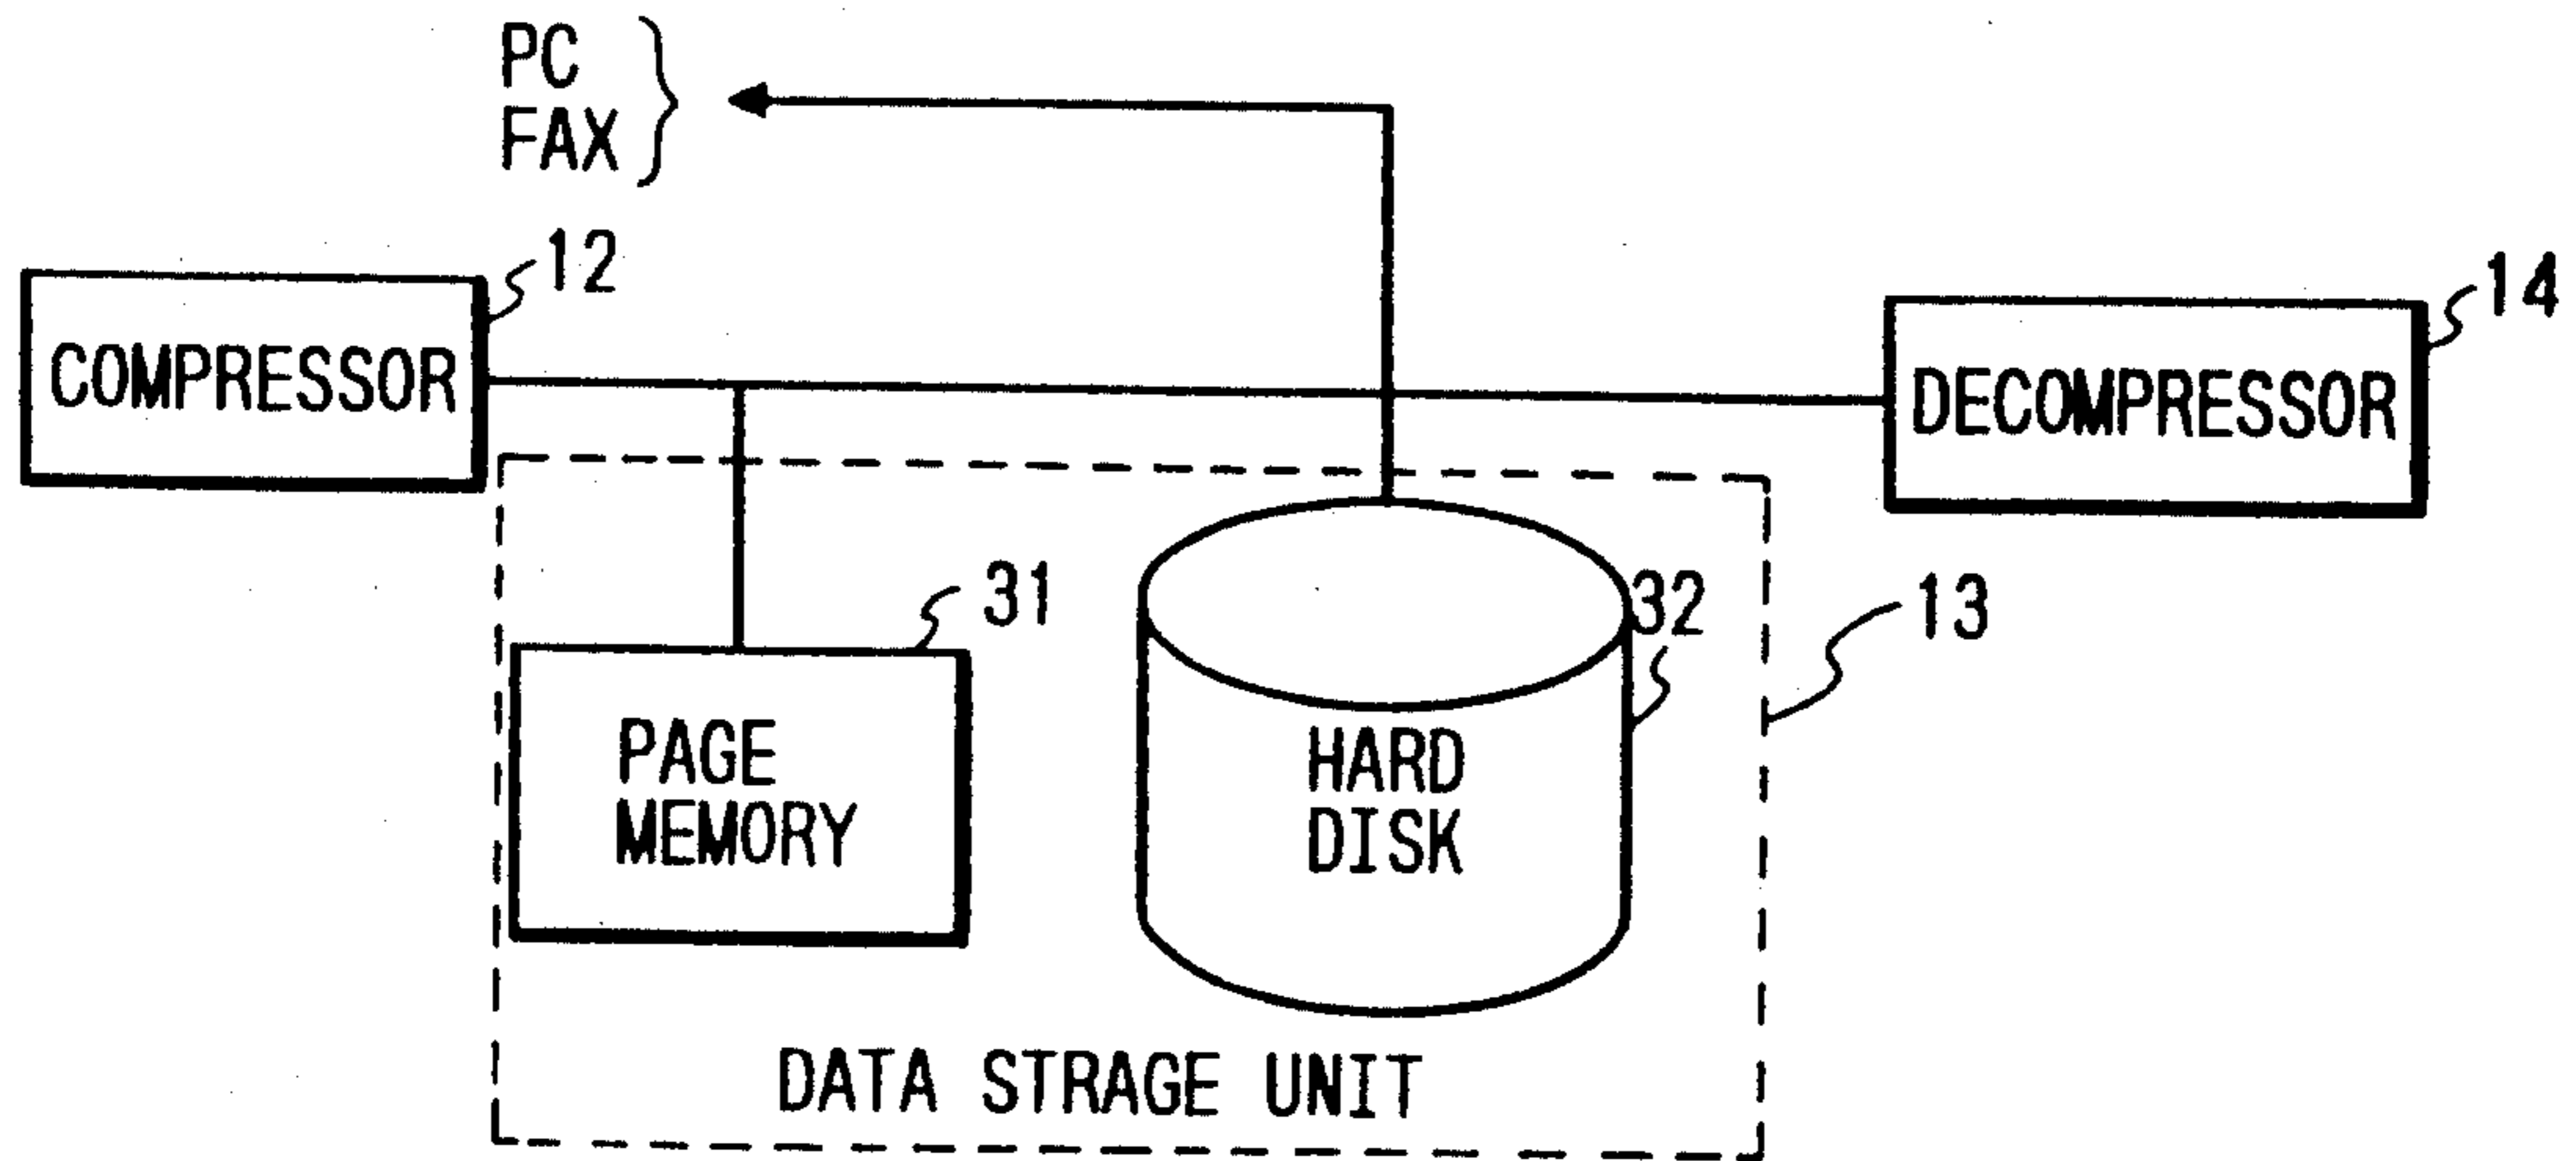 PC
FAX
12
14
COMPRESSOR
DECOMPRESSOR
31
32
13
PAGE
MEMORY
HARD
DISK
DATA STRAGE UNIT